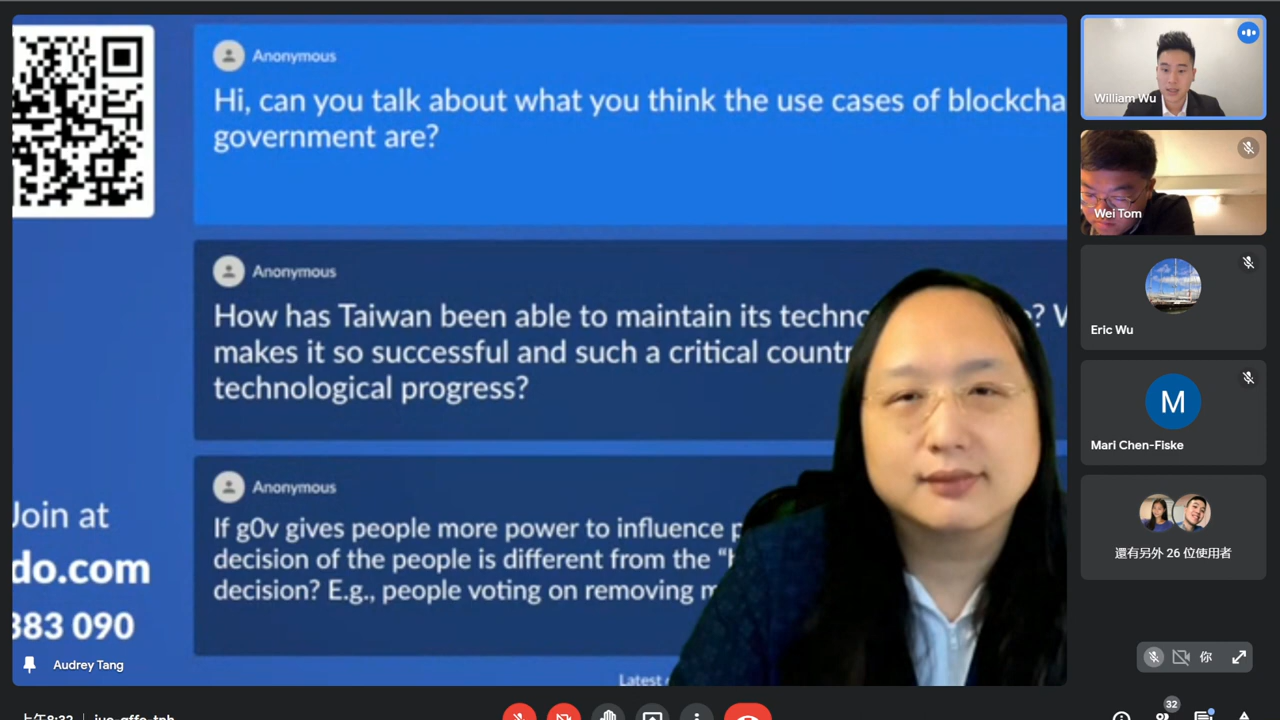 Anonymous
Hi, can you talk about what you think the use cases of blockcha
government are?
Anonymous
How has Taiwan been able to maintain its techno ? W
makes it so successful and such a critical countr
technological progress?
Anonymous
If g0v gives people more power to influence p
decision of the people is different from the "b
decision? E.g., people voting on removing m
Join at
do.com
383 090
Latest
Audrey Tang
William Wu
Wei Tom
Eric Wu
M
Mari Chen-Fiske
還有另外 26 位使用者
你
32